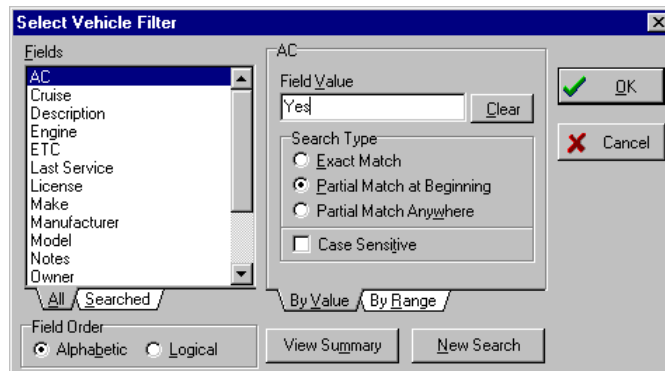 Select Vehicle Filter
Fields
AC
Cruise
Description
Engine
ETC
Last Service
License
Make
Manufacturer
Model
Notes
Owner
All
Searched
Field Order
Alphabetic
Logical
AC
Field Value
Yes
Clear
Search Type
Exact Match
Partial Match at Beginning
Partial Match Anywhere
Case Sensitive
By Value
By Range
View Summary
New Search
OK
Cancel